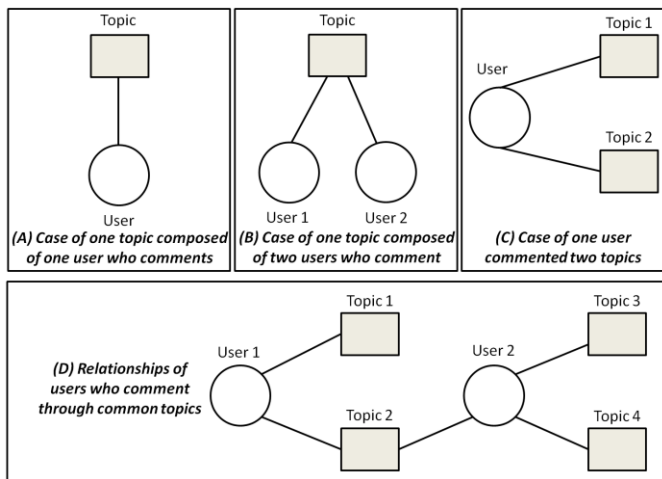 Topic
User
(A) Case of one topic composed
of one user who comments
Topic
User 1
User 2
(B) Case of one topic composed
of two users who comment
Topic 1
User
Topic 2
(C) Case of one user
commented two topics
(D) Relationships of
users who comment
through common topics
Topic 1
User 1
Topic 2
Topic 3
User 2
Topic 4